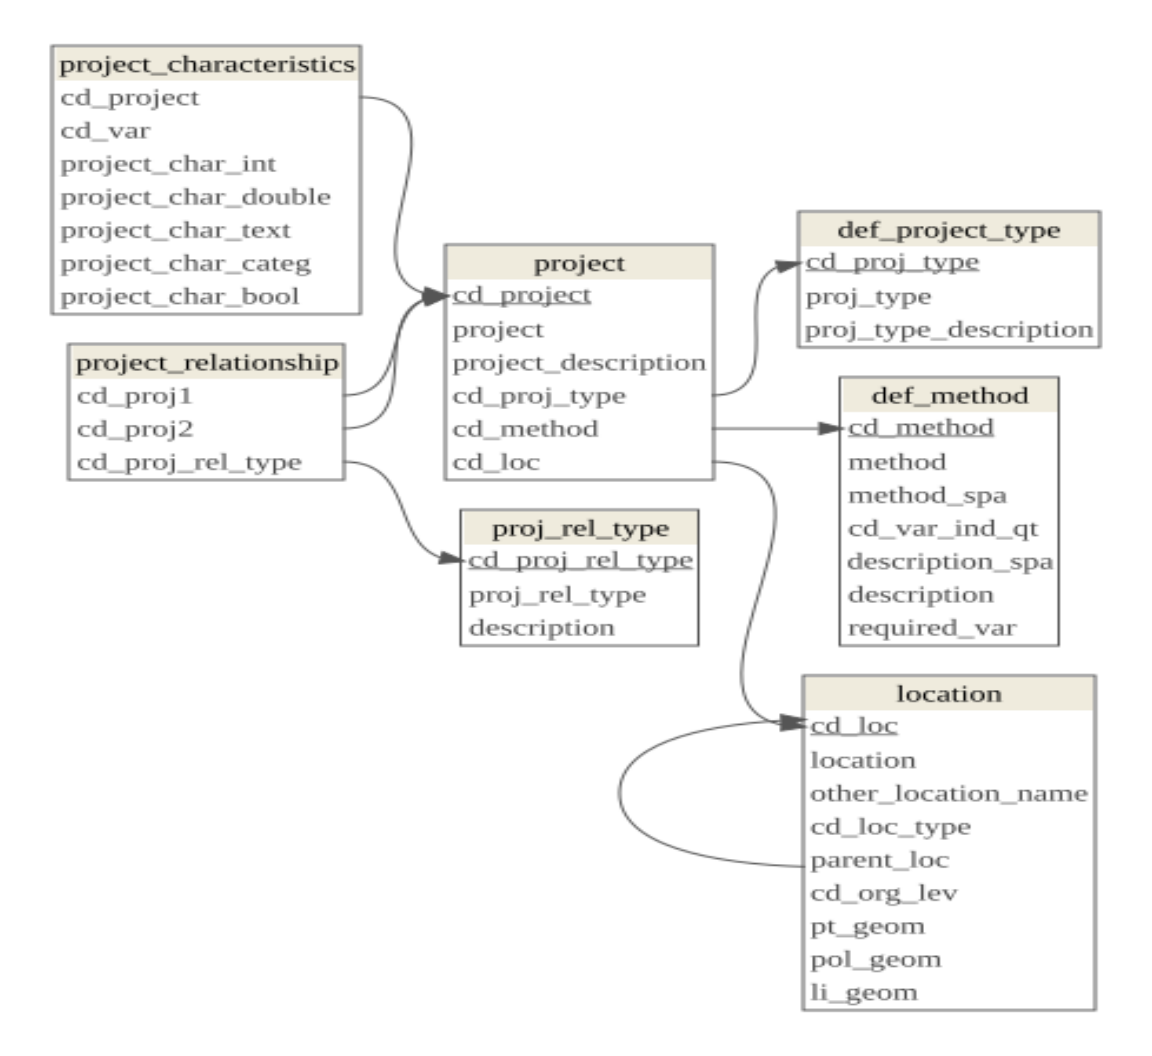 project_characteristics
cd_project
cd_var
project_char_int
project_char_double
project_char_text
project_char_categ
project_char_bool
project_relationship
cd_proj1
cd_proj2
cd_proj_rel_type
project
cd_project
project
project_description
cd_proj_type
cd_method
cd_loc
proj_rel_type
cd_proj_rel_type
proj_rel_type
description
def_project_type
cd_proj_type
proj_type
proj_type_description
def_method
cd_method
method
method_spa
cd_var_ind_qt
description_spa
description
required_var
location
cd_loc
location
other_location_name
cd_loc_type
parent_loc
cd_org_lev
pt_geom
pol_geom
li_geom